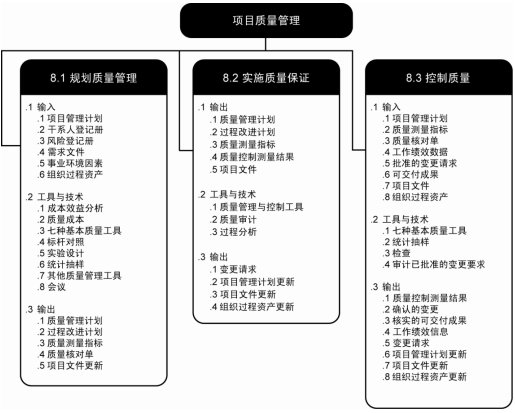 项目质量管理
8.1 规划质量管理
.1 输入
.1 项目管理计划
.2 干系人登记册
.3 风险登记册
.4 需求文件
.5 事业环境因素
.6 组织过程资产
.2 工具与技术
.1 成本效益分析
.2 质量成本
.3 七种基本质量工具
.4 标杆对照
.5 实验设计
.6 统计抽样
.7 其他质量管理工具
.8 会议
.3 输出
.1 质量管理计划
.2 过程改进计划
.3 质量测量指标
.4 质量核对单
.5 项目文件更新
8.2 实施质量保证
.1 输出
.1 质量管理计划
.2 过程改进计划
.3 质量测量指标
.4 质量控制测量结果
.5 项目文件
.2 工具与技术
.1 质量管理与控制工具
.2 质量审计
.3 过程分析
.3 输出
.1 变更请求
.2 项目管理计划更新
.3 项目文件更新
.4 组织过程资产更新
8.3 控制质量
.1 输入
.1 项目管理计划
.2 质量测量指标
.3 质量核对单
.4 工作绩效数据
.5 批准的变更请求
.6 可交付成果
.7 项目文件
.8 组织过程资产
.2 工具与技术
.1 七种基本质量工具
.2 统计抽样
.3 检查
.4 审计已批准的变更要求
.3 输出
.1 质量控制测量结果
.2 确认的变更
.3 核实的可交付成果
.4 工作绩效信息
.5 变更请求
.6 项目管理计划更新
.7 项目文件更新
.8 组织过程资产更新